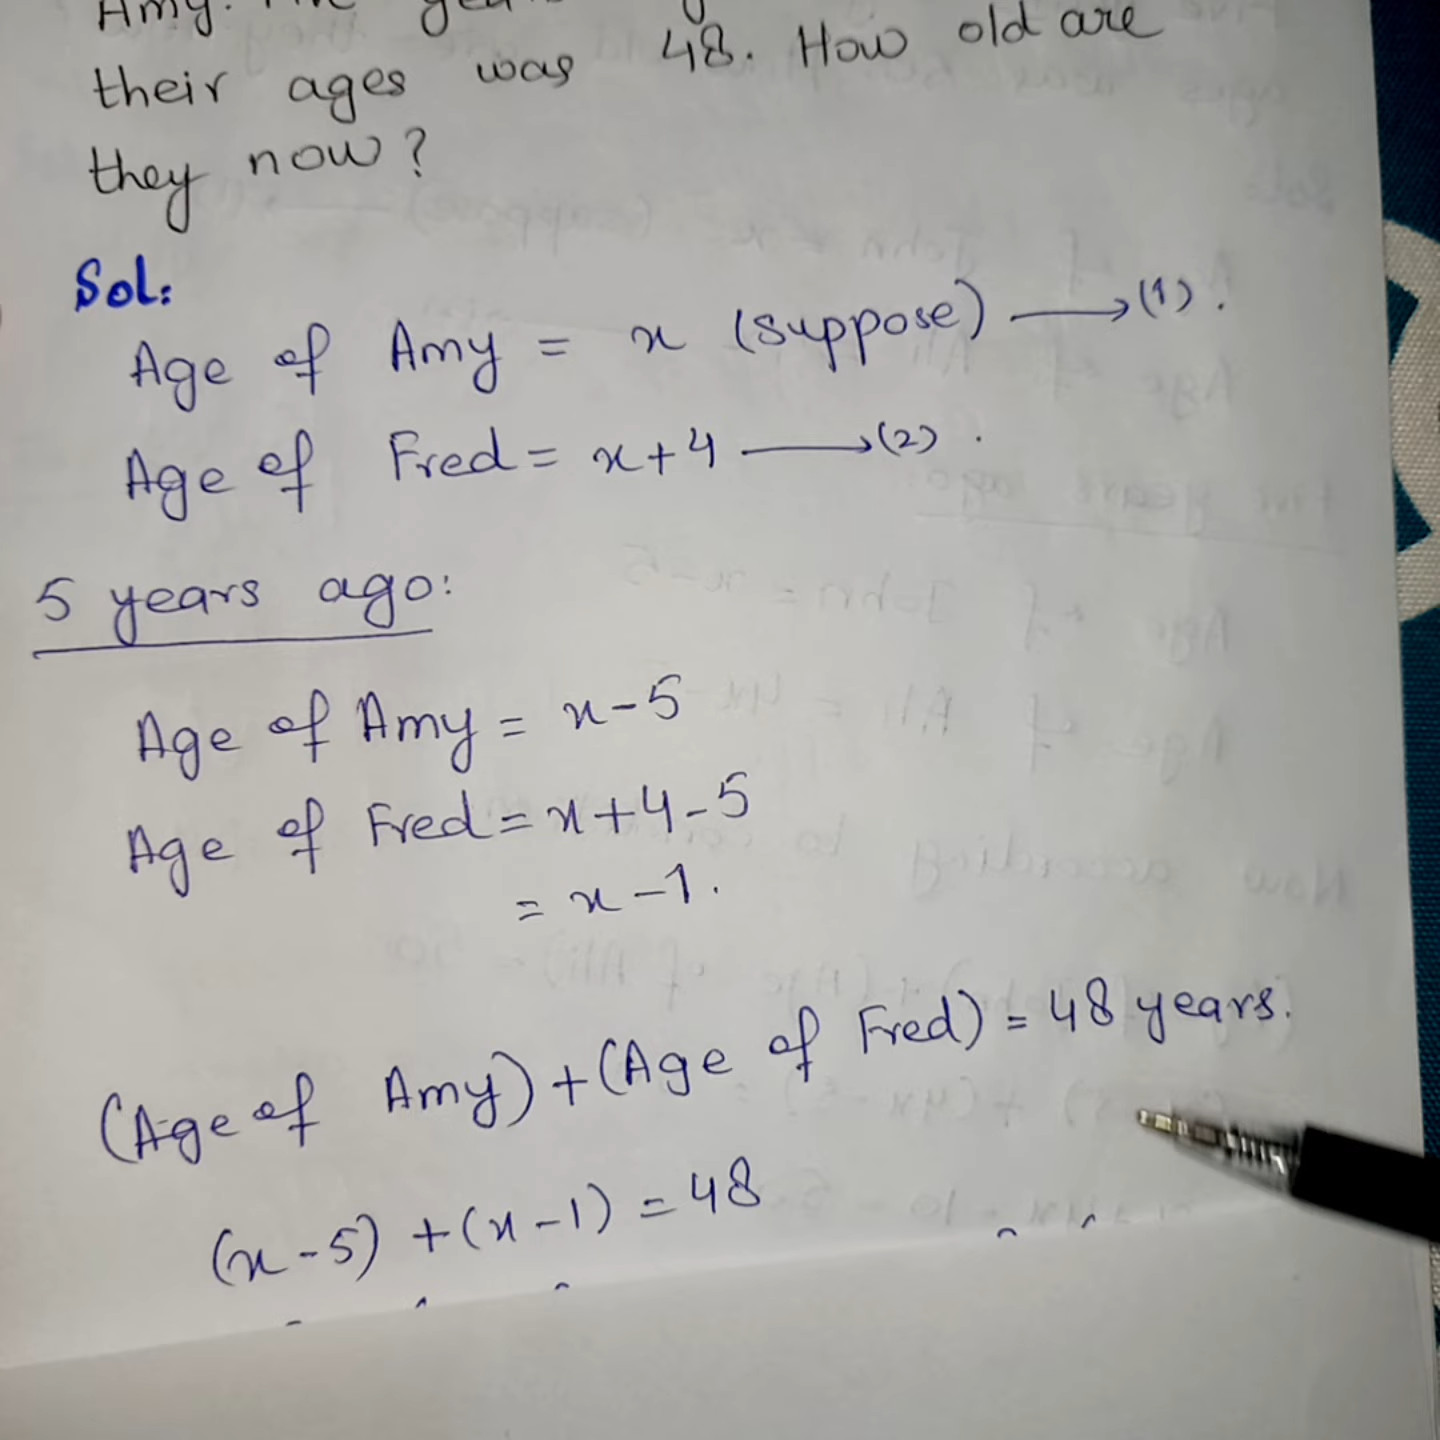 Amy.
their ages was 48. How old are
they now?
Sol:
Age of Amy = x (suppose) → (1).
Age of Fred = x+4 → (2).
5 years ago:
Age of Amy = x-5
Age of Fred = x+4-5
= x-1.
(Age of Amy) + (Age of Fred) = 48 years.
(x-5) + (x-1) = 48